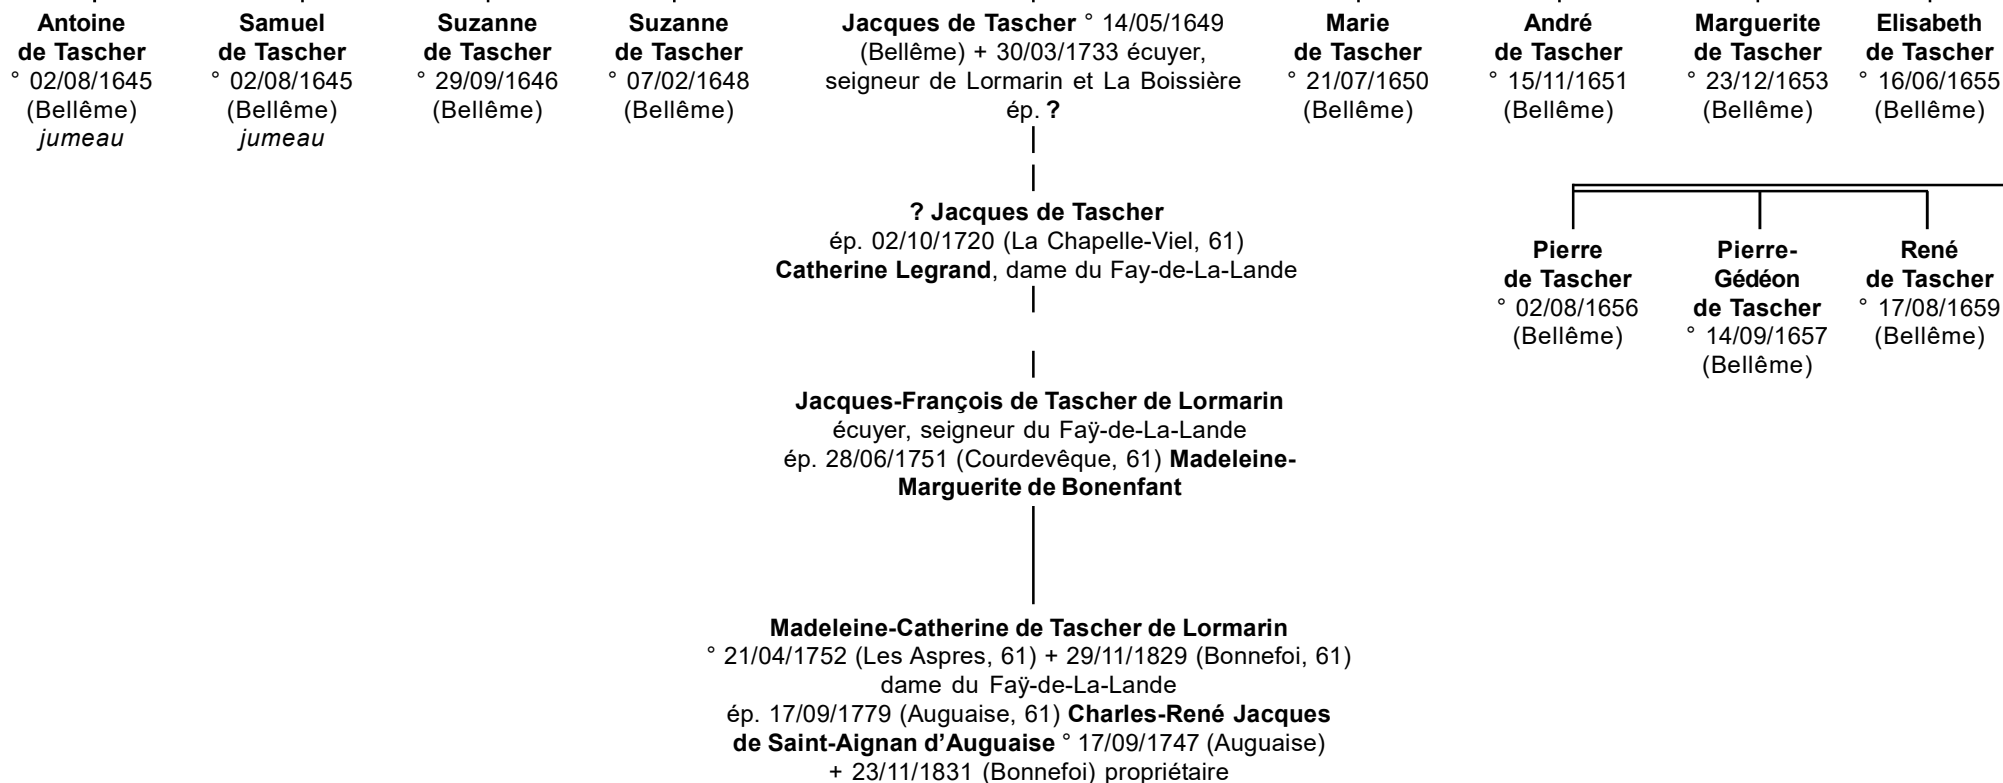 Antoine
de Tascher
° 02/08/1645
(Bellême)
jumeau
Samuel
de Tascher
° 02/08/1645
(Bellême)
jumeau
Suzanne
de Tascher
° 29/09/1646
(Bellême)
Suzanne
de Tascher
° 07/02/1648
(Bellême)
Jacques de Tascher ° 14/05/1649
(Bellême) + 30/03/1733 écuyer,
seigneur de Lormarin et La Boissière
ép. ?
Marie
de Tascher
° 21/07/1650
(Bellême)
André
de Tascher
° 15/11/1651
(Bellême)
Marguerite
de Tascher
° 23/12/1653
(Bellême)
Elisabeth
de Tascher
° 16/06/1655
(Bellême)
? Jacques de Tascher
ép. 02/10/1720 (La Chapelle-Viel, 61)
Catherine Legrand, dame du Fay-de-La-Lande
Pierre
de Tascher
° 02/08/1656
(Bellême)
Pierre-
Gédéon
de Tascher
° 14/09/1657
(Bellême)
René
de Tascher
° 17/08/1659
(Bellême)
Jacques-François de Tascher de Lormarin
écuyer, seigneur du Faÿ-de-La-Lande
ép. 28/06/1751 (Courdevêque, 61) Madeleine-
Marguerite de Bonenfant
Madeleine-Catherine de Tascher de Lormarin
° 21/04/1752 (Les Aspres, 61) + 29/11/1829 (Bonnefoi, 61)
dame du Faÿ-de-La-Lande
ép. 17/09/1779 (Auguaise, 61) Charles-René Jacques
de Saint-Aignan d’Auguaise ° 17/09/1747 (Auguaise)
+ 23/11/1831 (Bonnefoi) propriétaire